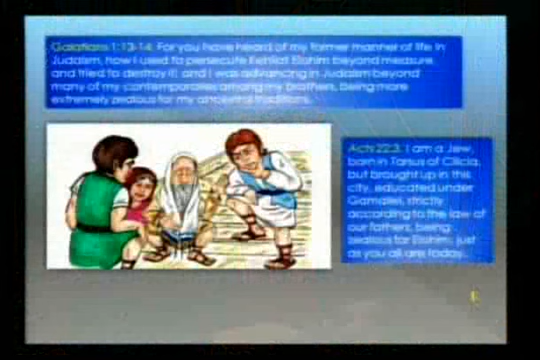 Galatians 1:13-14. For you have heard of my former manner of life in
Judaism, how I used to persecute Kehilat Elohim beyond measure,
and tried to destroy it; and I was advancing in Judaism beyond
many of my contemporaries among my brothers, being more
extremely zealous for my ancestral traditions.
Acts 22:3. I am a Jew,
born in Tarsus of Cilicia,
but brought up in this
city, educated under
Gamaliel, strictly
according to the law of
our fathers, being
zealous for Elohim, just
as you all are today.